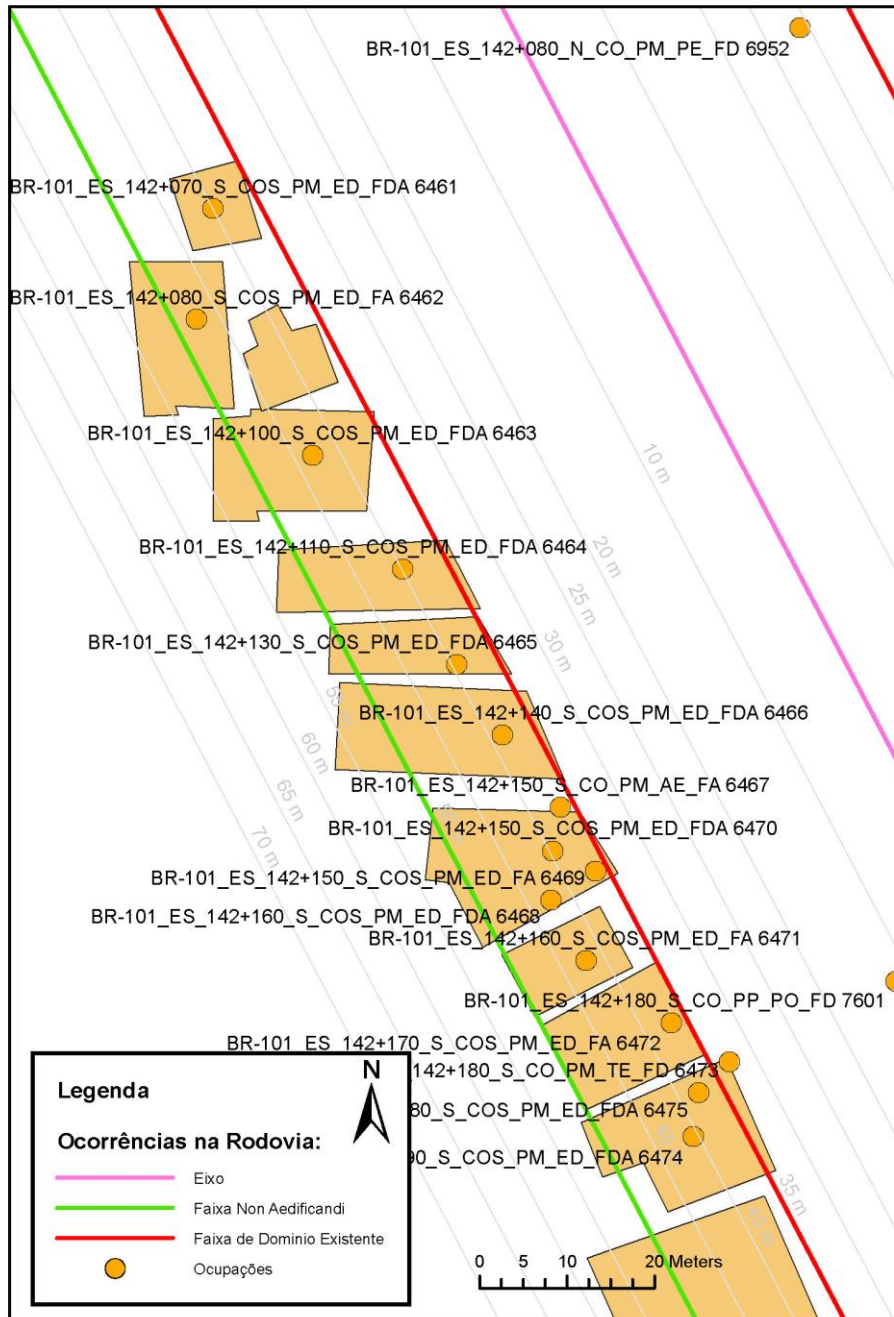 BR-101_ES_142+080_N_CO_PM_PE_FD 6952
BR-101_ES_142+070_S_COS_PM_ED_FDA 6461
BR-101_ES_142+080_S_COS_PM_ED_FA 6462
BR-101_ES_142+100_S_COS_PM_ED_FDA 6463
10 m
BR-101_ES_142+110_S_COS_PM_ED_FDA 6464
20 m
25 m
BR-101_ES_142+130_S_COS_PM_ED_FDA 6465
30 m
BR-101_ES_142+140_S_COS_PM_ED_FDA 6466
55 m
60 m
65 m
70 m
BR-101_ES_142+150_S_CO_PM_AE_FA 6467
BR-101_ES_142+150_S_COS_PM_ED_FDA 6470
BR-101_ES_142+150_S_COS_PM_ED_FA 6469
BR-101_ES_142+160_S_COS_PM_ED_FDA 6468
BR-101_ES_142+160_S_COS_PM_ED_FA 6471
BR-101_ES_142+180_S_CO_PP_PO_FD 7601
BR-101_ES_142+170_S_COS_PM_ED_FA 6472
142+180_S_CO_PM_TE_FD 6473
80_S_COS_PM_ED_FDA 6475
90_S_COS_PM_ED_FDA 6474
35 m
N
Legenda
Ocorrências na Rodovia:
Eixo
Faixa Non Aedificandi
Faixa de Dominio Existente
Ocupações
0 5 10 20 Meters